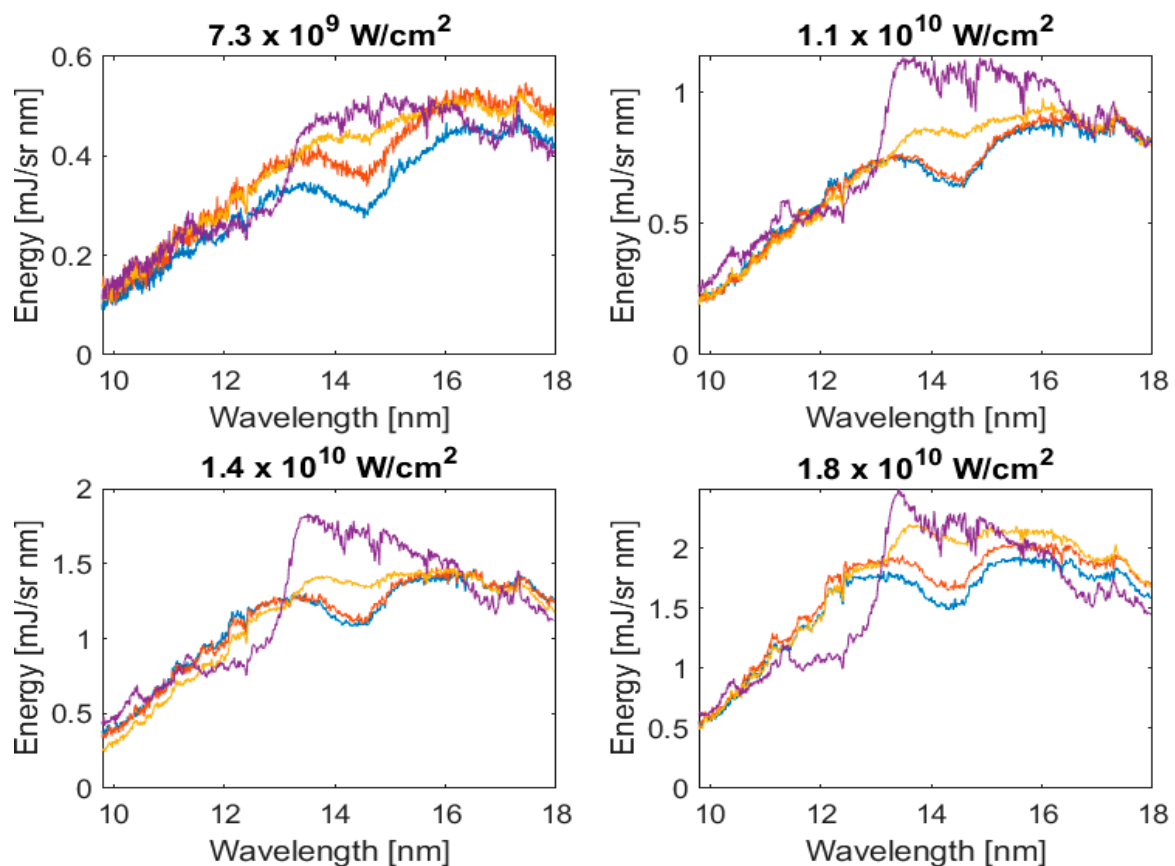 7.3 x 10⁹ W/cm²
0.6
0.4
0.2
0
Energy [mJ/sr nm]
10 12 14 16 18
Wavelength [nm]
1.1 x 10¹⁰ W/cm²
1
0.5
0
Energy [mJ/sr nm]
10 12 14 16 18
Wavelength [nm]
1.4 x 10¹⁰ W/cm²
2
1.5
1
0.5
0
Energy [mJ/sr nm]
10 12 14 16 18
Wavelength [nm]
1.8 x 10¹⁰ W/cm²
2
1.5
1
0.5
0
Energy [mJ/sr nm]
10 12 14 16 18
Wavelength [nm]